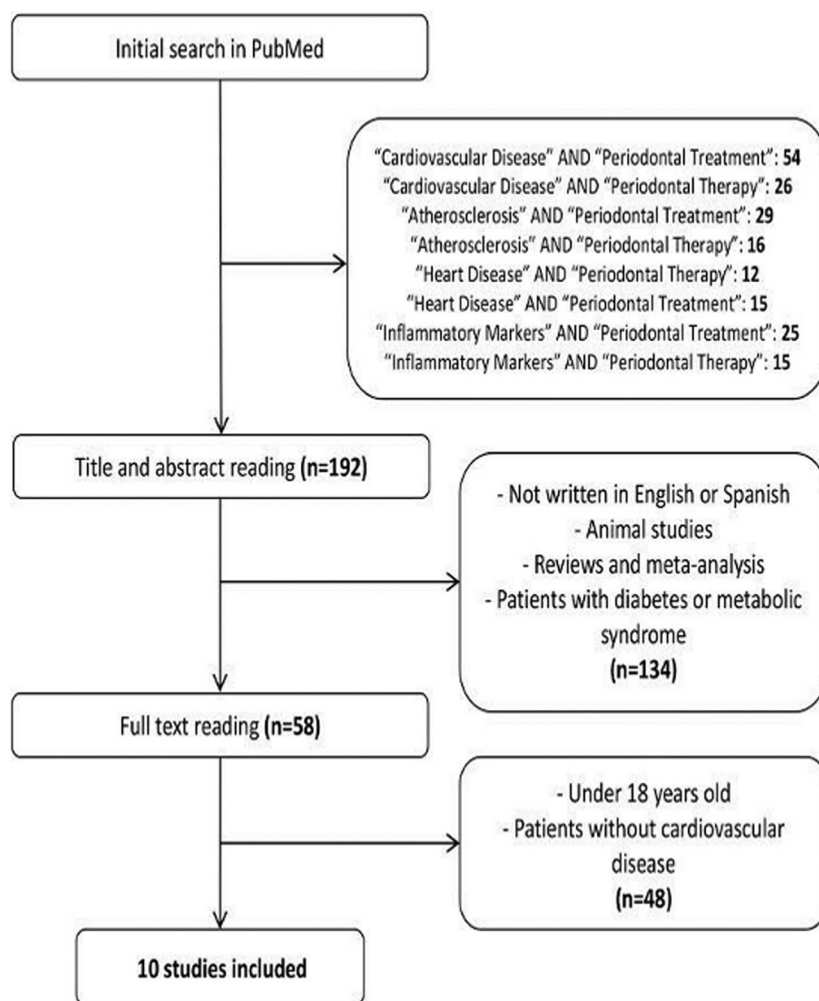 Initial search in PubMed
“Cardiovascular Disease” AND “Periodontal Treatment”: 54
“Cardiovascular Disease” AND “Periodontal Therapy”: 26
“Atherosclerosis” AND “Periodontal Treatment”: 29
“Atherosclerosis” AND “Periodontal Therapy”: 16
“Heart Disease” AND “Periodontal Therapy”: 12
“Heart Disease” AND “Periodontal Treatment”: 15
“Inflammatory Markers” AND “Periodontal Treatment”: 25
“Inflammatory Markers” AND “Periodontal Therapy”: 15
Title and abstract reading (n=192)
- Not written in English or Spanish
- Animal studies
- Reviews and meta-analysis
- Patients with diabetes or metabolic
syndrome
(n=134)
Full text reading (n=58)
- Under 18 years old
- Patients without cardiovascular
disease
(n=48)
10 studies included